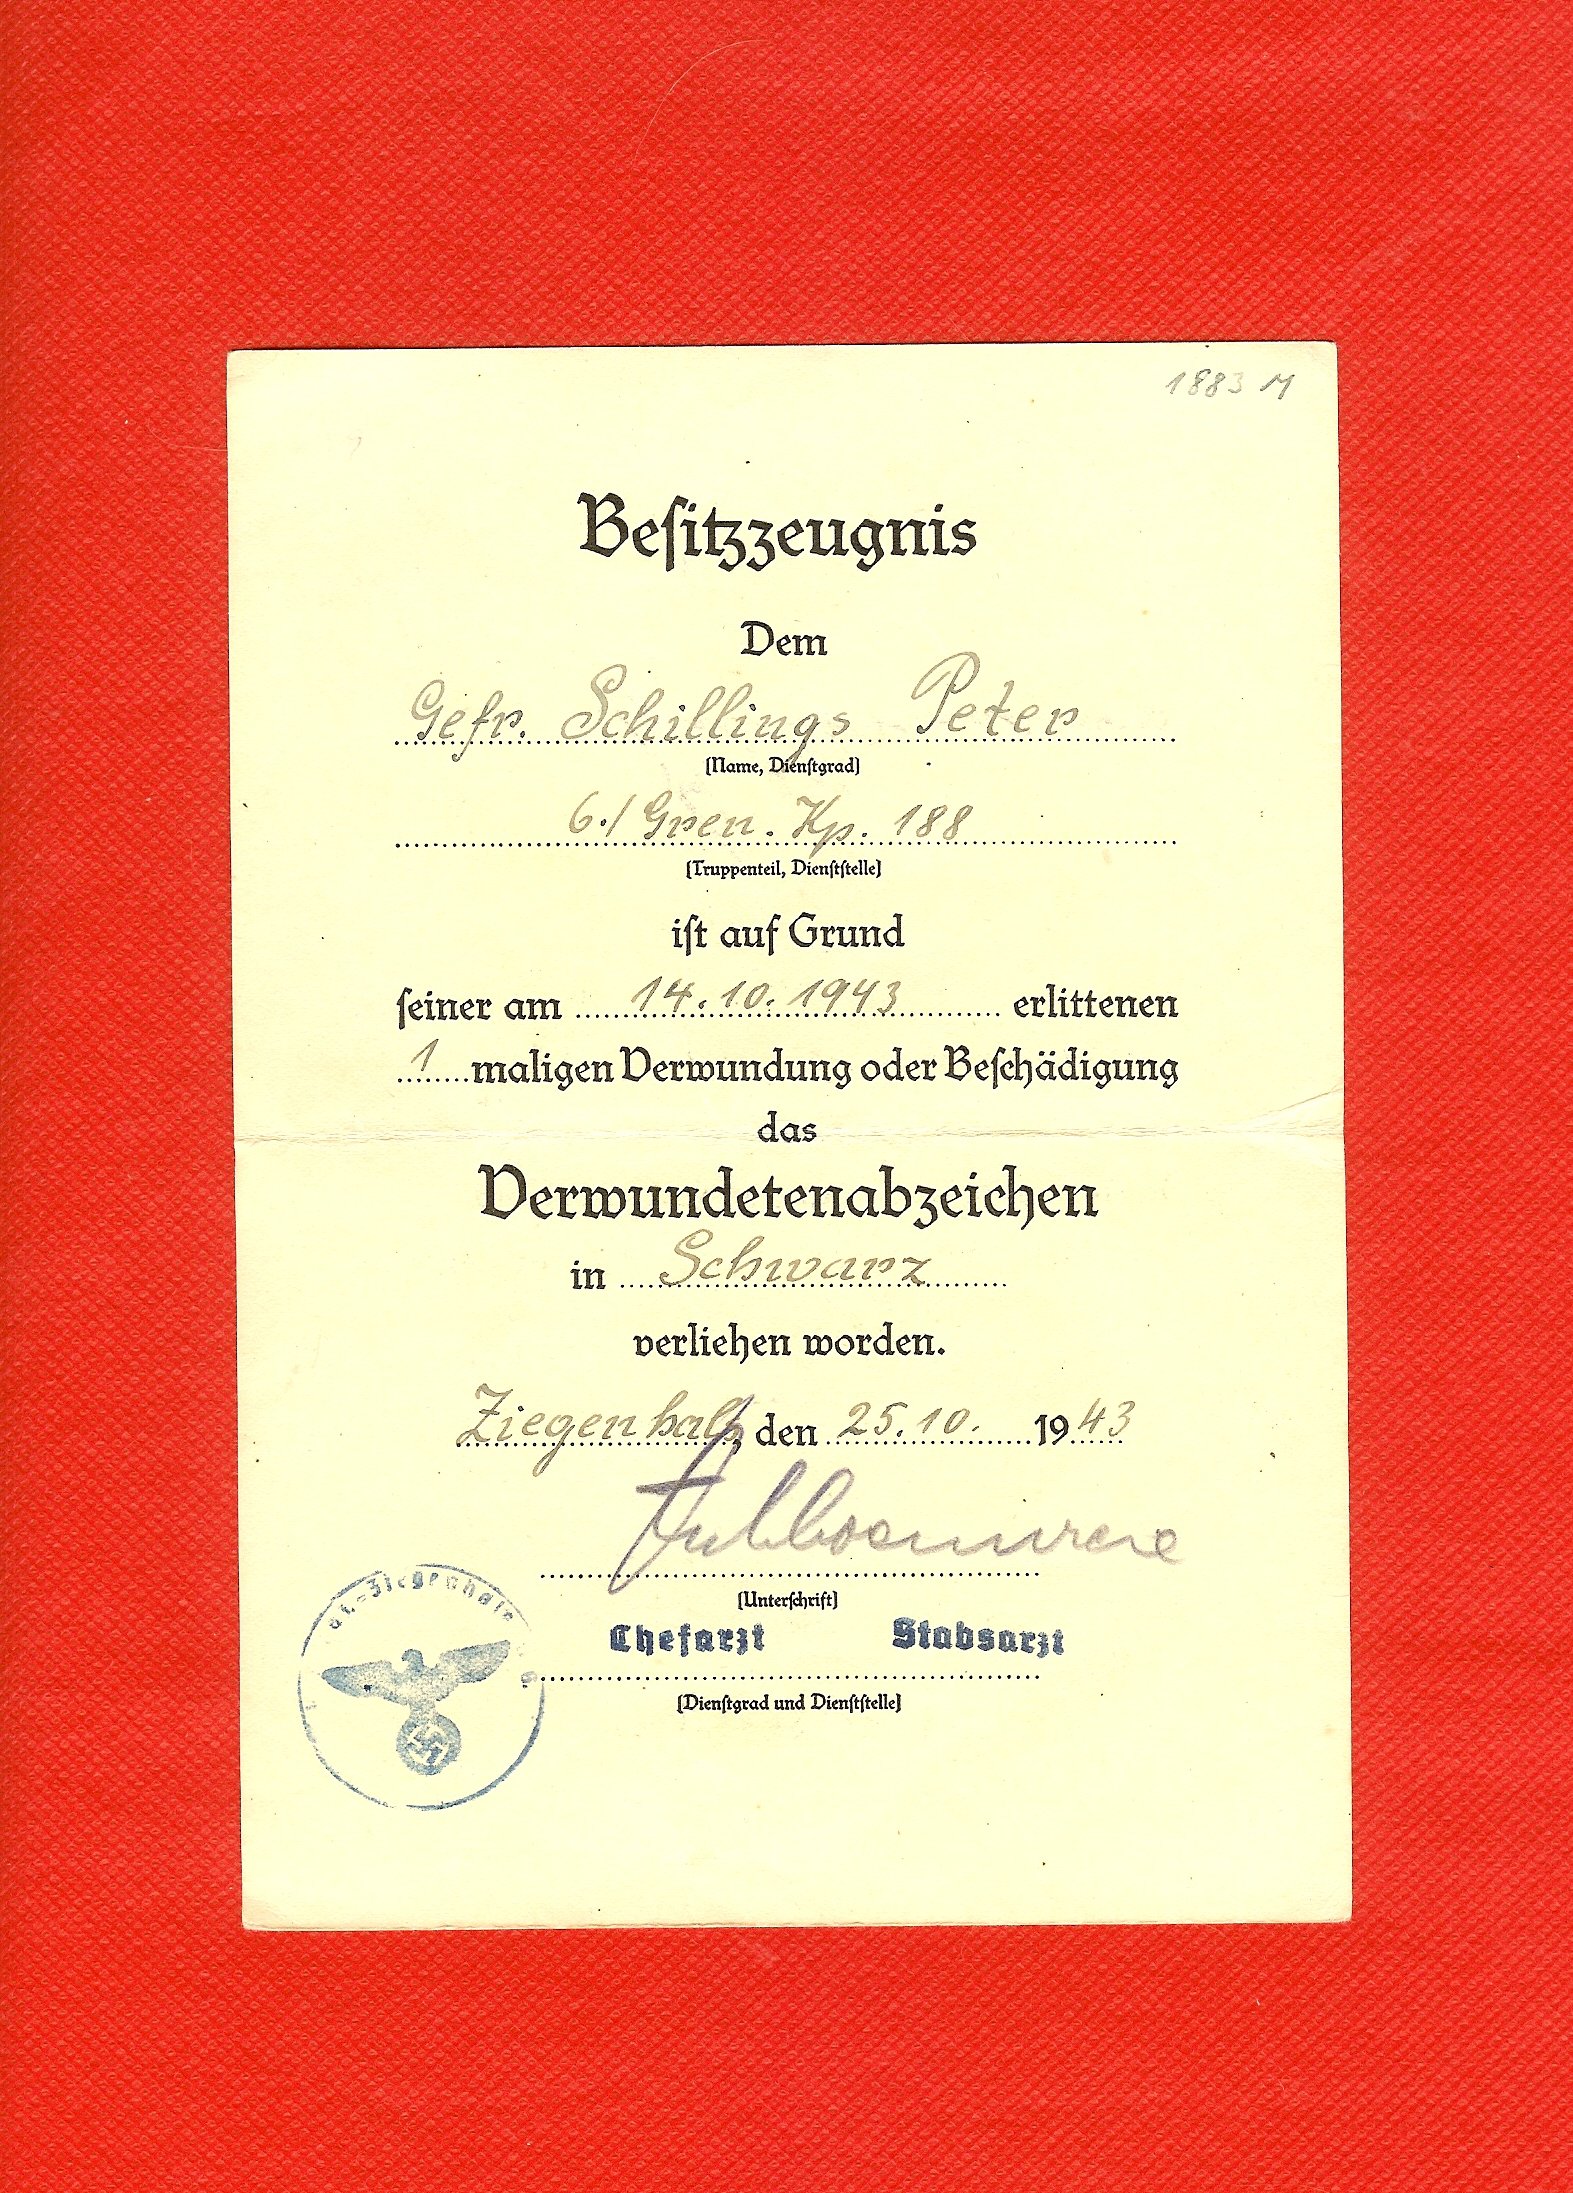 1883 M
Beſitzzeugnis
Dem
Gefr. Schillings Peter
(Name, Dienſtgrad)
6./Gren. Kp. 188
(Truppenteil, Dienſtſtelle)
iſt auf Grund
ſeiner am 14.10.1943 erlittenen
1 maligen Verwundung oder Beſchädigung
das
Verwundetenabzeichen
in Schwarz
verliehen worden.
Ziegenhals, den 25.10. 1943
(Unterſchrift)
Chefarzt Stabsarzt
(Dienſtgrad und Dienſtſtelle)